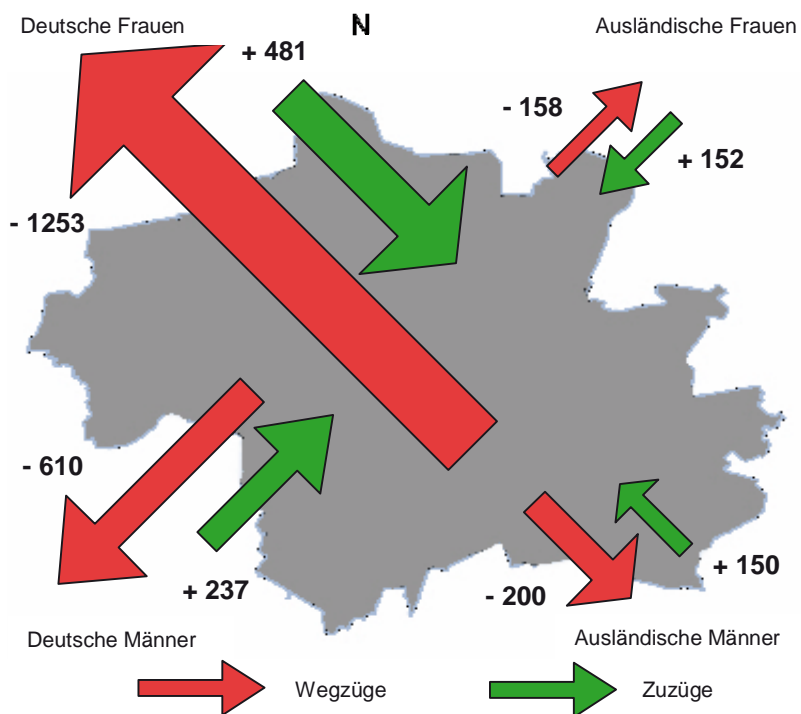 Deutsche Frauen
N
Ausländische Frauen
+ 481
- 158
+ 152
- 1253
- 610
+ 237
- 200
+ 150
Deutsche Männer
Ausländische Männer
Wegzüge
Zuzüge